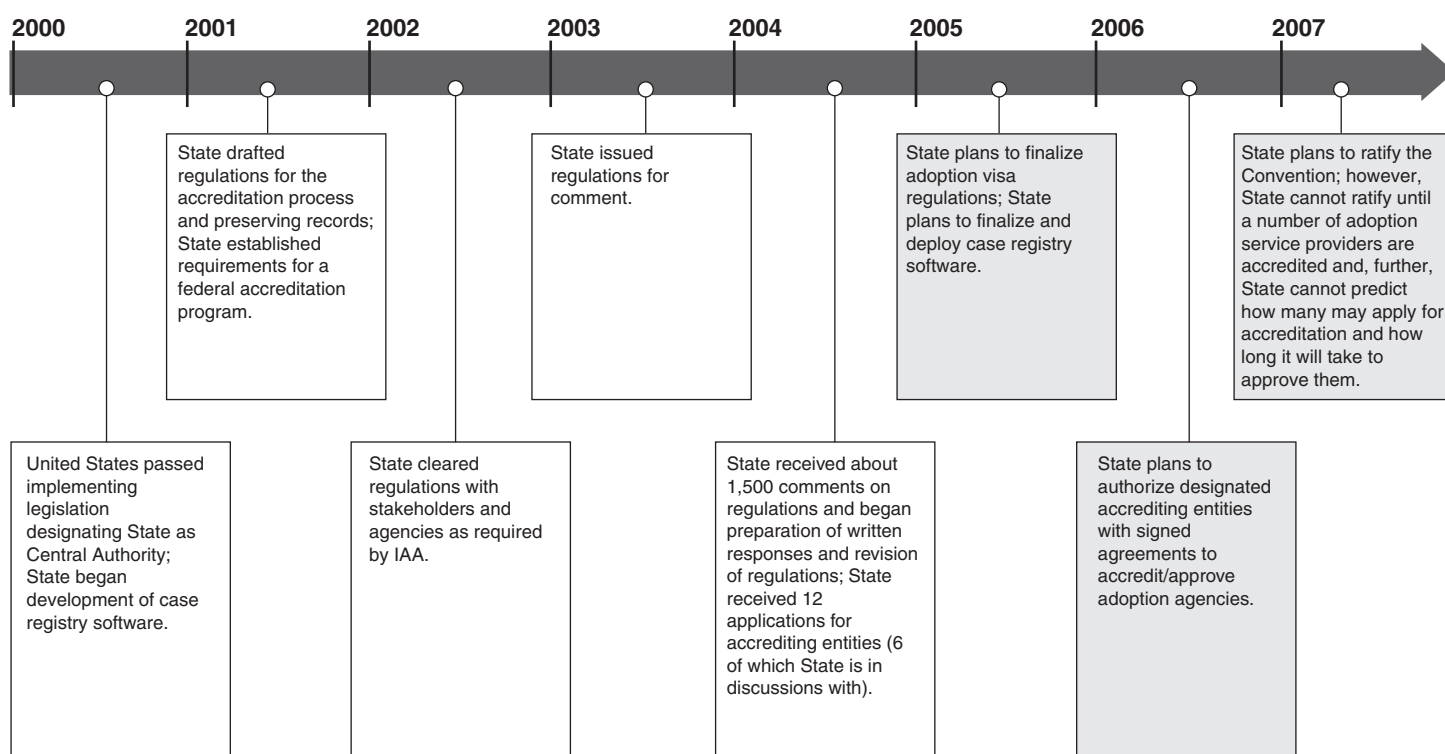 2000
2001
2002
2003
2004
2005
2006
2007
State drafted
regulations for the
accreditation process
and preserving records;
State established
requirements for a
federal accreditation
program.
State issued
regulations for
comment.
State plans to finalize
adoption visa
regulations; State
plans to finalize and
deploy case registry
software.
State plans to ratify the
Convention; however,
State cannot ratify until
a number of adoption
service providers are
accredited and, further,
State cannot predict
how many may apply for
accreditation and how
long it will take to
approve them.
United States passed
implementing
legislation
designating State as
Central Authority;
State began
development of case
registry software.
State cleared
regulations with
stakeholders and
agencies as required
by IAA.
State received about
1,500 comments on
regulations and began
preparation of written
responses and revision
of regulations; State
received 12
applications for
accrediting entities (6
of which State is in
discussions with).
State plans to
authorize designated
accrediting entities
with signed
agreements to
accredit/approve
adoption agencies.